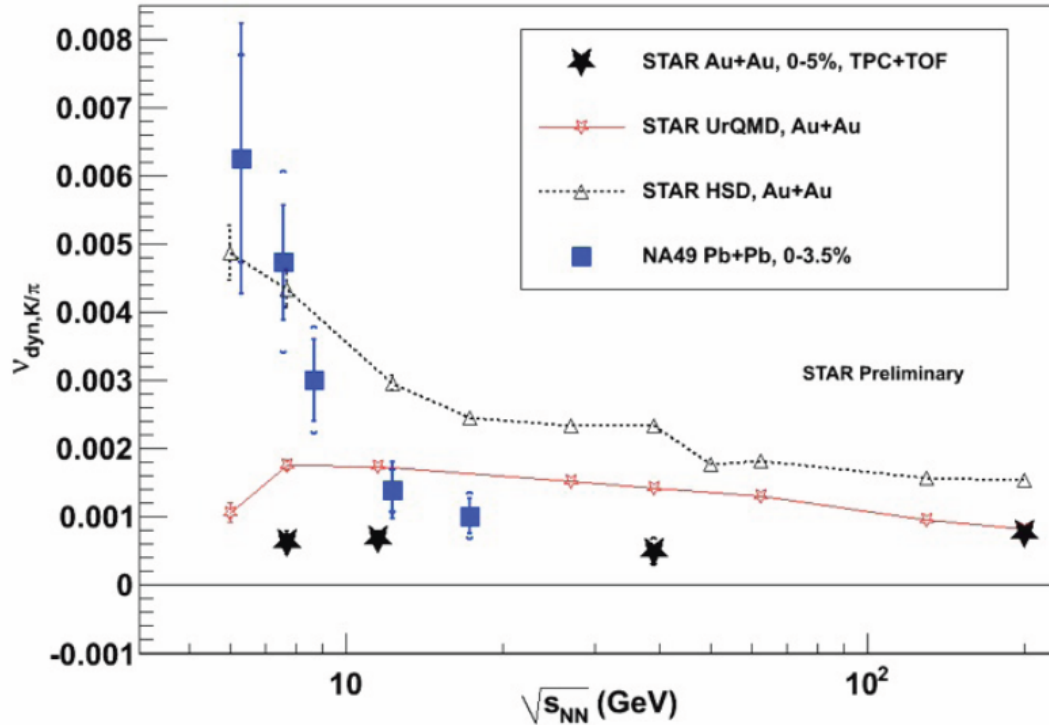 0.008
0.007
0.006
0.005
0.004
0.003
0.002
0.001
0
-0.001
ν dyn,K/π
STAR Au+Au, 0-5%, TPC+TOF
STAR UrQMD, Au+Au
STAR HSD, Au+Au
NA49 Pb+Pb, 0-3.5%
STAR Preliminary
10
10²
√sNN (GeV)